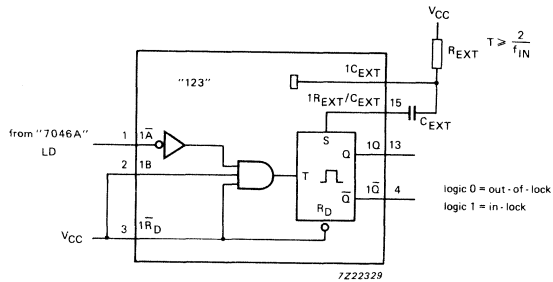 VCC
REXT
T ⩾ 2/fIN
"123"
1CEXT
1REXT/CEXT
15
CEXT
from "7046A"
LD
1
1A̅
S
Q
1Q
13
2
1B
T
Q̅
1Q̅
4
logic 0 = out-of-lock
logic 1 = in-lock
RD
VCC
3
1R̅D
7Z22329